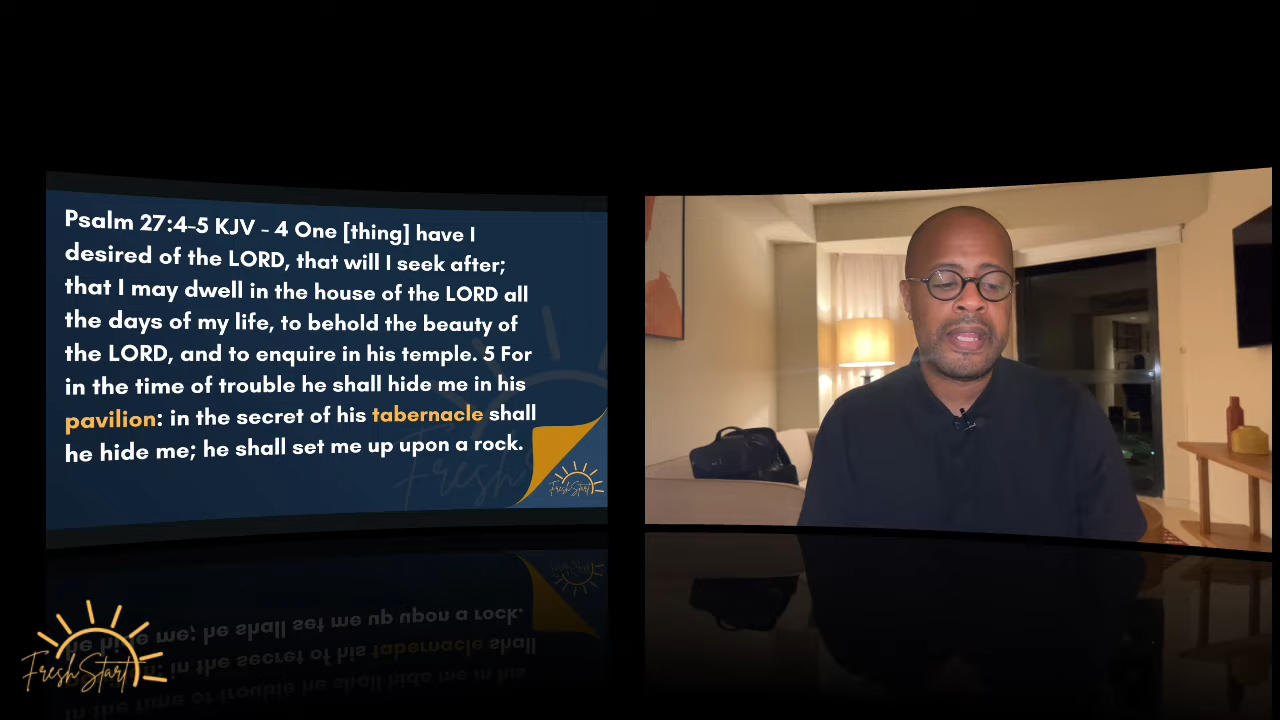 Psalm 27:4-5 KJV - 4 One [thing] have I
desired of the LORD, that will I seek after;
that I may dwell in the house of the LORD all
the days of my life, to behold the beauty of
the LORD, and to enquire in his temple. 5 For
in the time of trouble he shall hide me in his
pavilion: in the secret of his tabernacle shall
he hide me; he shall set me up upon a rock.
FreshStart
FreshStart